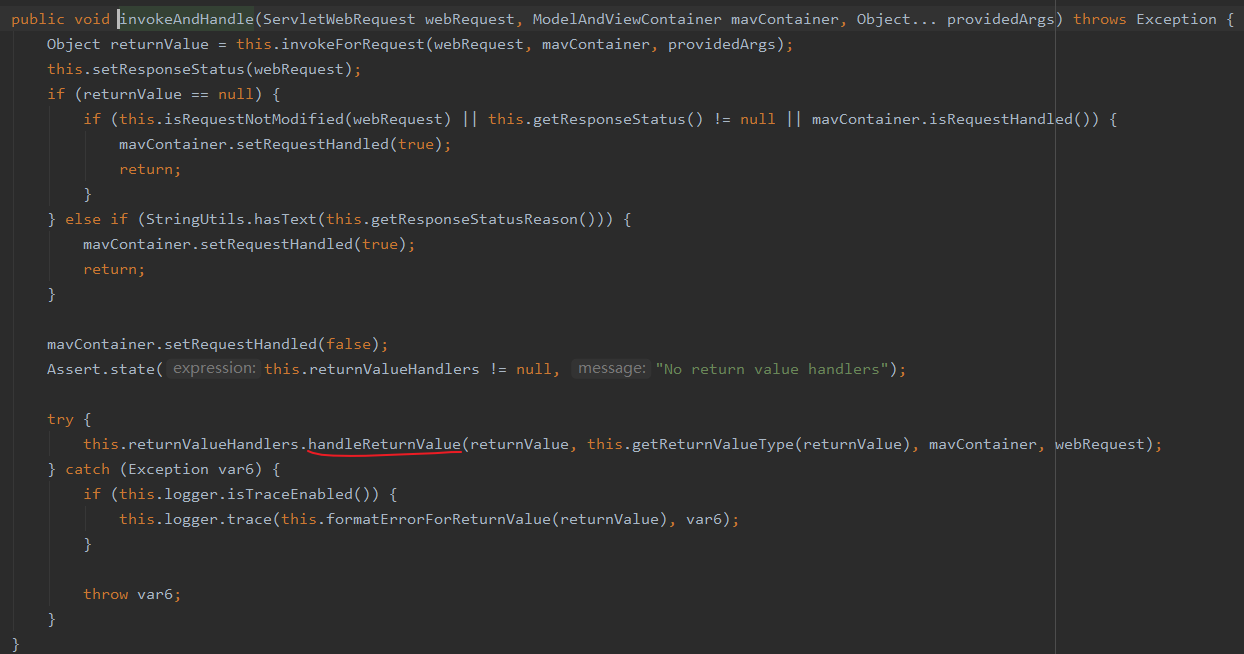 public void invokeAndHandle(ServletWebRequest webRequest, ModelAndViewContainer mavContainer, Object... providedArgs) throws Exception {
    Object returnValue = this.invokeForRequest(webRequest, mavContainer, providedArgs);
    this.setResponseStatus(webRequest);
    if (returnValue == null) {
        if (this.isRequestNotModified(webRequest) || this.getResponseStatus() != null || mavContainer.isRequestHandled()) {
            mavContainer.setRequestHandled(true);
            return;
        }
    } else if (StringUtils.hasText(this.getResponseStatusReason())) {
        mavContainer.setRequestHandled(true);
        return;
    }

    mavContainer.setRequestHandled(false);
    Assert.state( expression: this.returnValueHandlers != null, message: "No return value handlers");

    try {
        this.returnValueHandlers.handleReturnValue(returnValue, this.getReturnValueType(returnValue), mavContainer, webRequest);
    } catch (Exception var6) {
        if (this.logger.isTraceEnabled()) {
            this.logger.trace(this.formatErrorForReturnValue(returnValue), var6);
        }

        throw var6;
    }
}